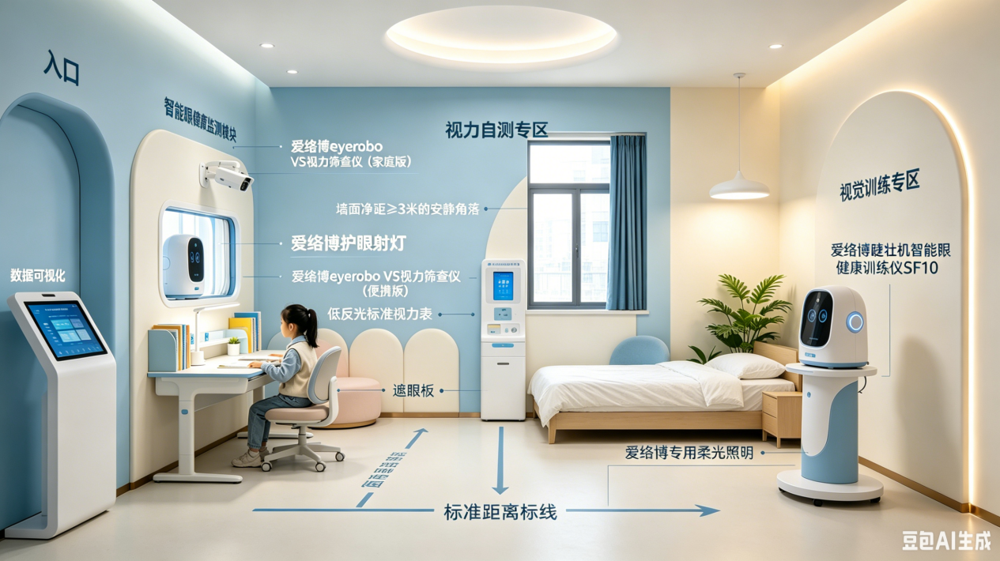 入口
智能眼健康监测模块
视力自测专区
爱络博eyerobo
VS视力筛查仪（家庭版）
墙面净距≥3米的安静角落
爱络博护眼射灯
爱络博eyerobo VS视力筛查仪
（便携版）
低反光标准视力表
遮眼板
数据可视化
视觉训练专区
爱络博睫壮机智能眼
健康训练仪SF10
爱络博专用柔光照明
标准距离标线
豆包AI生成